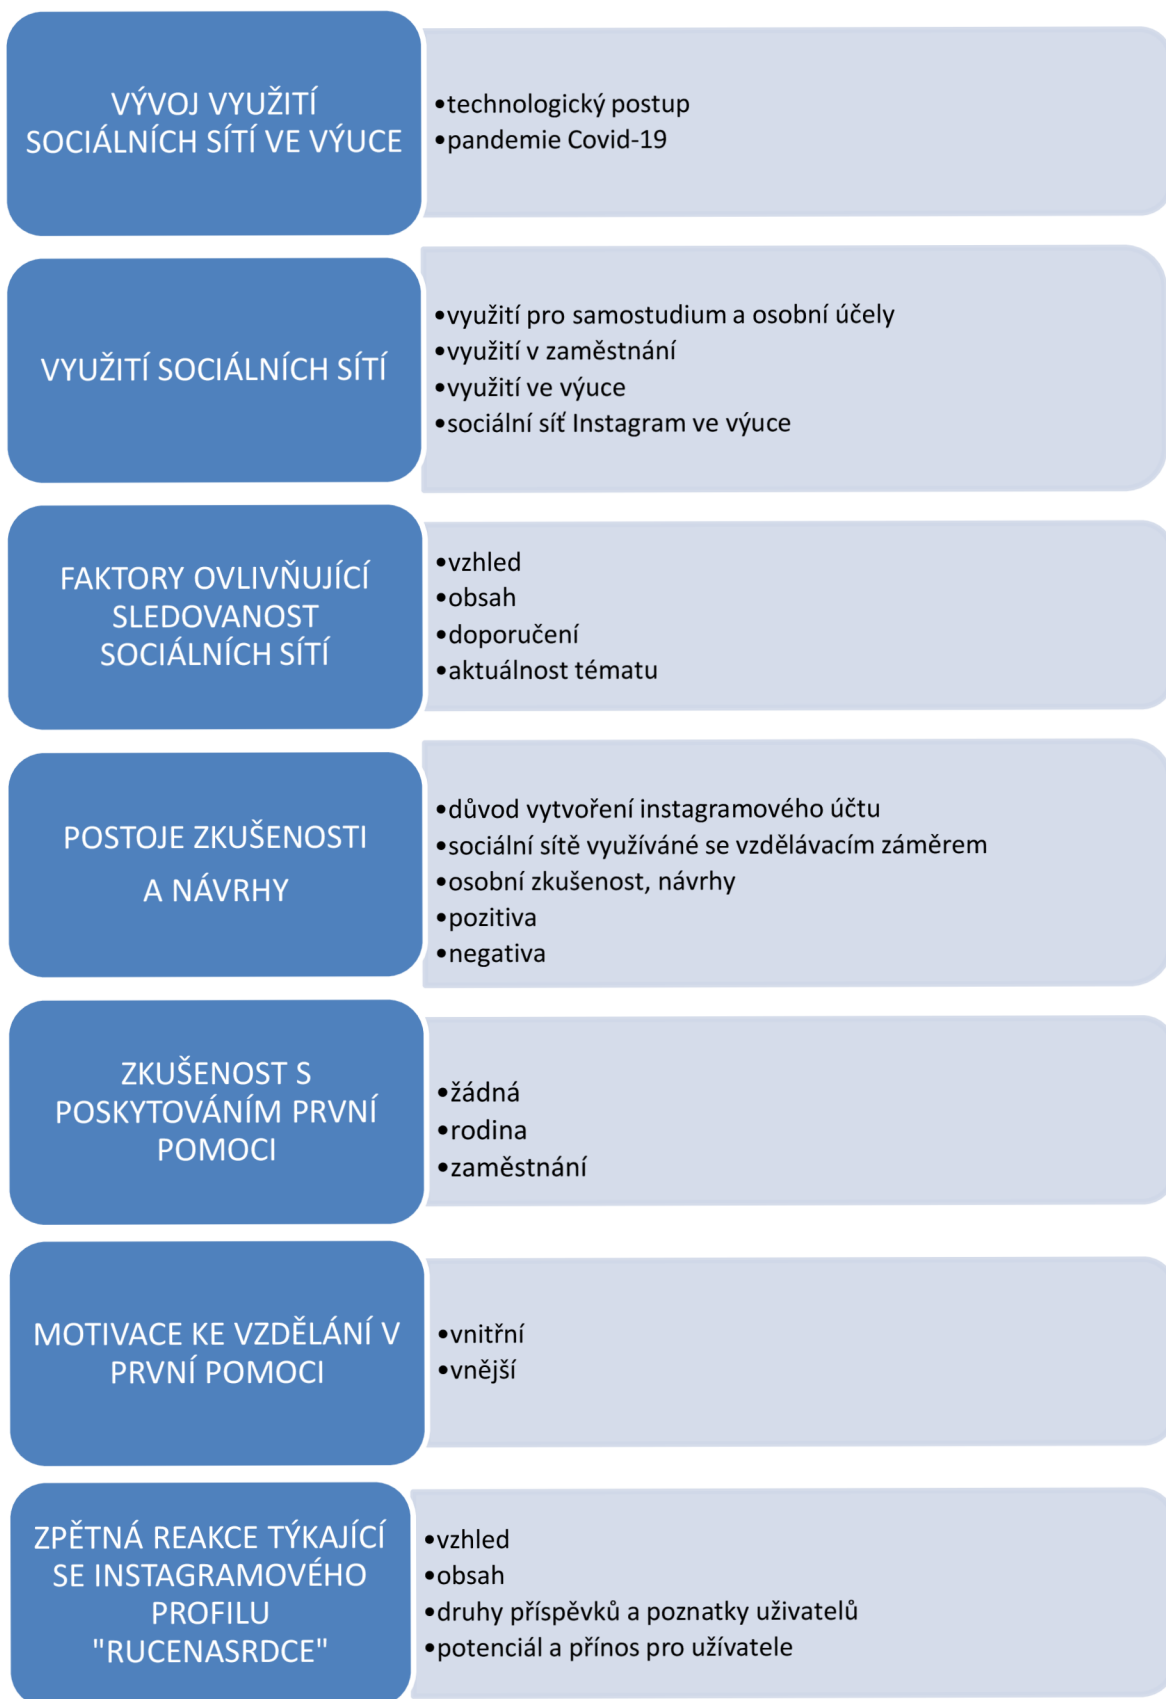 VÝVOJ VYUŽITÍ
SOCIÁLNÍCH SÍTÍ VE VÝUCE
•technologický postup
•pandemie Covid-19
VYUŽITÍ SOCIÁLNÍCH SÍTÍ
•využití pro samostudium a osobní účely
•využití v zaměstnání
•využití ve výuce
•sociální síť Instagram ve výuce
FAKTORY OVLIVŇUJÍCÍ
SLEDOVANOST
SOCIÁLNÍCH SÍTÍ
•vzhled
•obsah
•doporučení
•aktuálnost tématu
POSTOJE ZKUŠENOSTI
A NÁVRHY
•důvod vytvoření instagramového účtu
•sociální sítě využíváné se vzdělávacím záměrem
•osobní zkušenost, návrhy
•pozitiva
•negativa
ZKUŠENOST S
POSKYTOVÁNÍM PRVNÍ
POMOCI
•žádná
•rodina
•zaměstnání
MOTIVACE KE VZDĚLÁNÍ V
PRVNÍ POMOCI
•vnitřní
•vnější
ZPĚTNÁ REAKCE TÝKAJÍCÍ
SE INSTAGRAMOVÉHO
PROFILU
"RUCENASRDCE"
•vzhled
•obsah
•druhy příspěvků a poznatky uživatelů
•potenciál a přínos pro užívatele